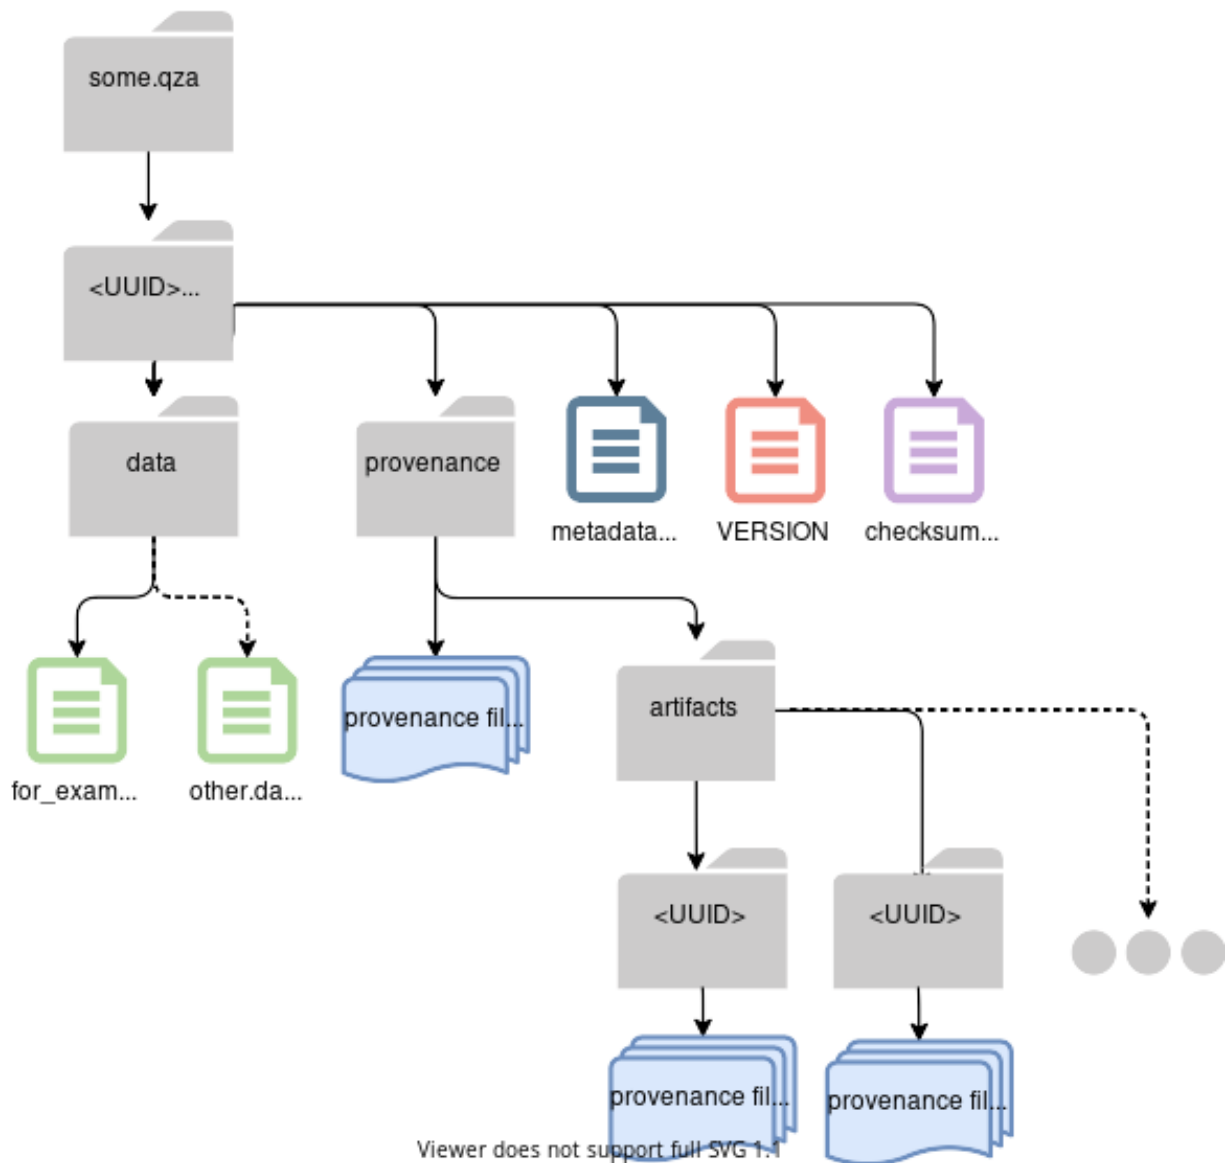 some.qza
<UUID>...
data
provenance
metadata...
VERSION
checksum...
for_exam...
other.da...
provenance fil...
artifacts
<UUID>
<UUID>
provenance fil...
provenance fil...
Viewer does not support full SVG 1.1